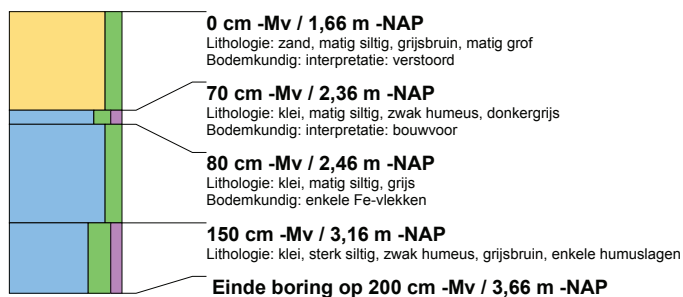 0 cm -Mv / 1,66 m -NAP
Lithologie: zand, matig siltig, grijsbruin, matig grof
Bodemkundig: interpretatie: verstoord
70 cm -Mv / 2,36 m -NAP
Lithologie: klei, matig siltig, zwak humeus, donkergrijs
Bodemkundig: interpretatie: bouwvoor
80 cm -Mv / 2,46 m -NAP
Lithologie: klei, matig siltig, grijs
Bodemkundig: enkele Fe-vlekken
150 cm -Mv / 3,16 m -NAP
Lithologie: klei, sterk siltig, zwak humeus, grijsbruin, enkele humuslagen
Einde boring op 200 cm -Mv / 3,66 m -NAP